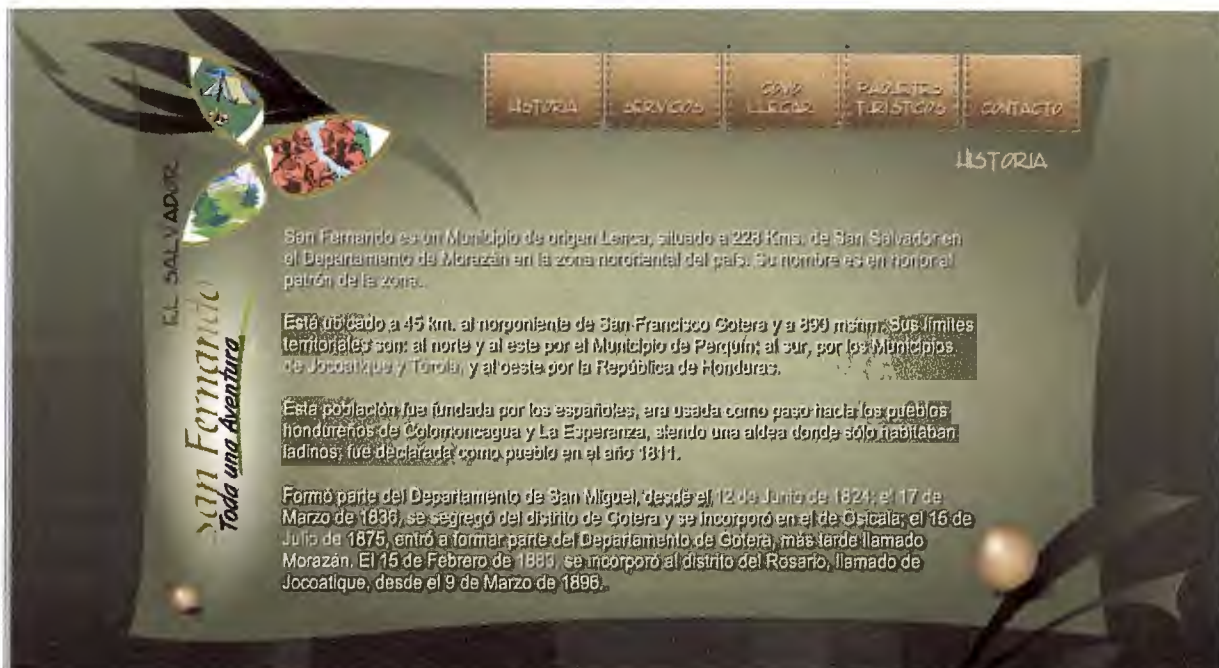 HISTORIA
SERVICIOS
COMO
LLEGAR
PAQUETES
TURISTICOS
CONTACTO
HISTORIA
EL SALVADOR
San Fernando
Toda una Aventura
San Fernando es un Municipio de origen Lenca, situado a 228 Kms. de San Salvador en
el Departamento de Morazán en la zona nororiental del país. Su nombre es en honor al
patrón de la zona.
Está ubicado a 45 km. al norponiente de San Francisco Gotera y a 890 msnm. Sus límites
territoriales son: al norte y al este por el Municipio de Perquín; al sur, por los Municipios
de Jocoatique y Torola, y al oeste por la República de Honduras.
Esta población fue fundada por los españoles, era usada como paso hacia los pueblos
hondureños de Colomoncagua y La Esperanza, siendo una aldea donde sólo habitaban
ladinos; fue declarada como pueblo en el año 1811.
Formó parte del Departamento de San Miguel, desde el 12 de Junio de 1824; el 17 de
Marzo de 1836, se segregó del distrito de Gotera y se incorporó en el de Osicala; el 15 de
Julio de 1875, entró a formar parte del Departamento de Gotera, más tarde llamado
Morazán. El 15 de Febrero de 1883, se incorporó al distrito del Rosario, llamado de
Jocoatique, desde el 9 de Marzo de 1896.